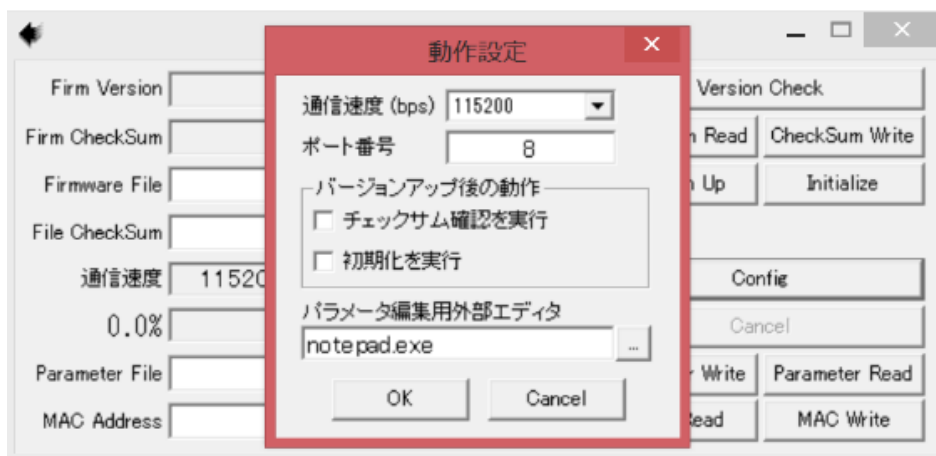 動作設定
Firm Version
Version Check
通信速度 (bps) 115200
Firm CheckSum
Read CheckSum Write
ポート番号 8
Firmware File
Up Initialize
バージョンアップ後の動作
チェックサム確認を実行
File CheckSum
初期化を実行
通信速度 11520
Config
パラメータ編集用外部エディタ
0.0%
Cancel
notepad.exe ...
Parameter File
Write Parameter Read
OK Cancel
MAC Address
ead MAC Write